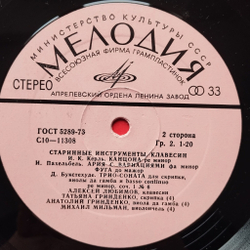 МИНИСТЕРСТВО КУЛЬТУРЫ СССР
МЕЛОДИЯ
ВСЕСОЮЗНАЯ ФИРМА ГРАМПЛАСТИНОК
СТЕРЕО
33
АПРЕЛЕВСКИЙ ОРДЕНА ЛЕНИНА ЗАВОД
ГОСТ 5289-73
2 сторона
С10—11308
Гр. 2. 1-20
СТАРИННЫЕ ИНСТРУМЕНТЫ. КЛАВЕСИН
И. К. Керль. КАНЦОНА ре минор
И. Пахельбель. АРИЯ С ВАРИАЦИЯМИ фа минор
ФУГА до мажор
Д. Букстехуде. ТРИО-СОНАТА для скрипки,
виолы да гамба и basso continuo
ре минор, соч. 1 № 6
АЛЕКСЕЙ ЛЮБИМОВ, клавесин
ТАТЬЯНА ГРИНДЕНКО, скрипка (4)
АНАТОЛИЙ ГРИНДЕНКО, виола да гамба (4)
МИХАИЛ МИЛЬМАН, виолончель (4)